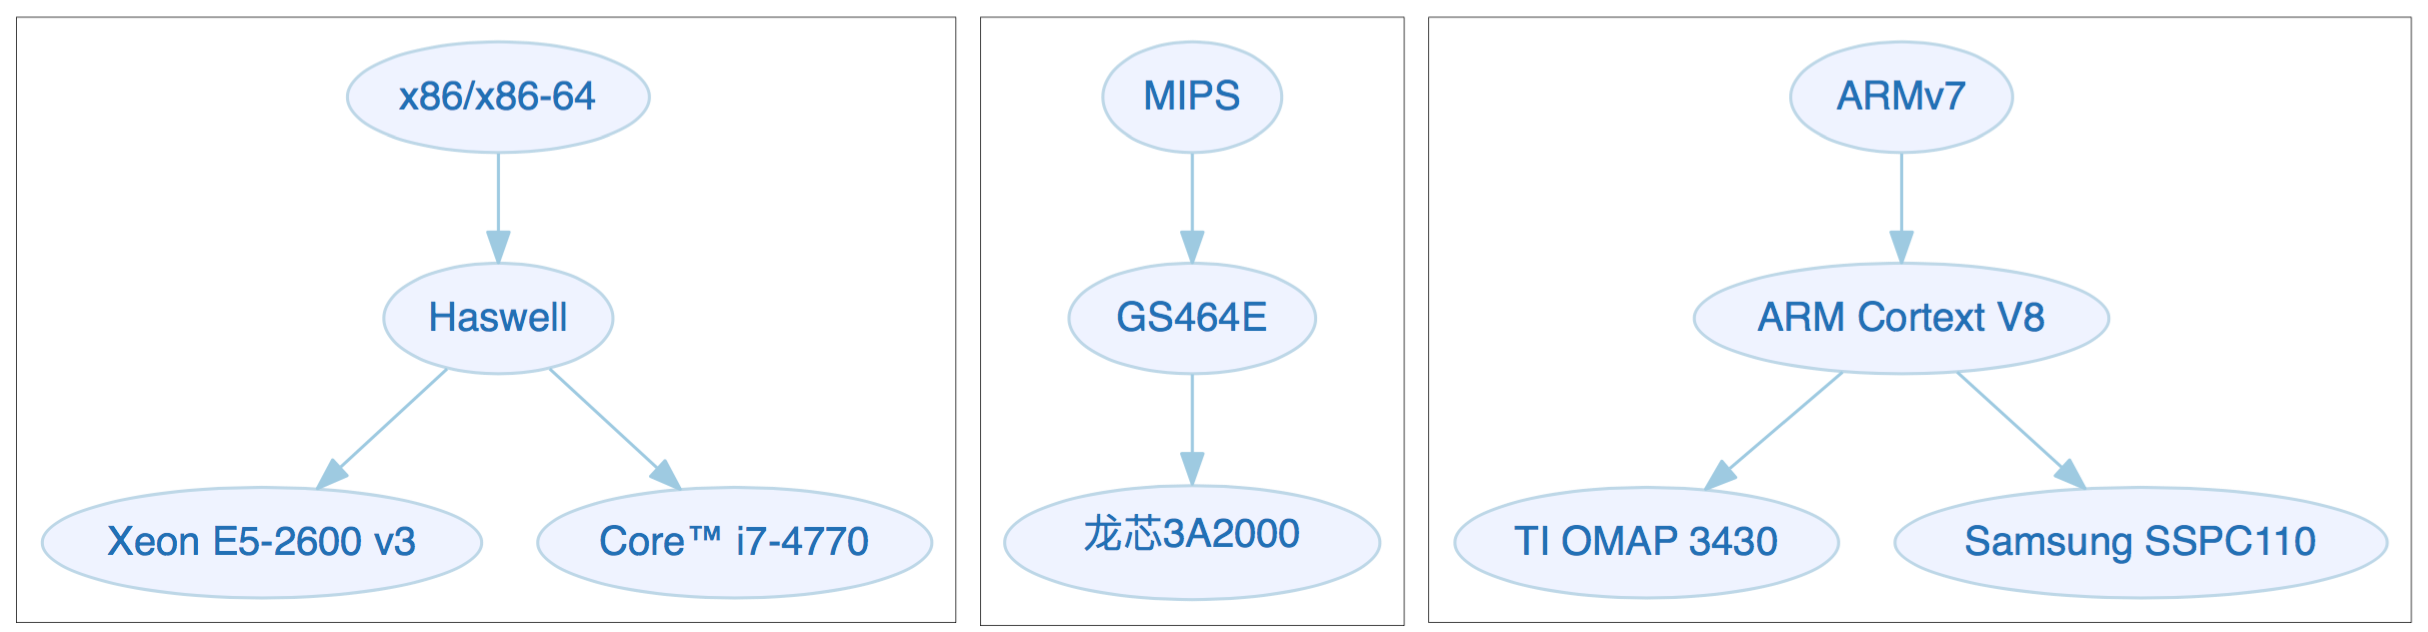 x86/x86-64
Haswell
Xeon E5-2600 v3
Core™ i7-4770
MIPS
GS464E
龙芯3A2000
ARMv7
ARM Cortext V8
TI OMAP 3430
Samsung SSPC110